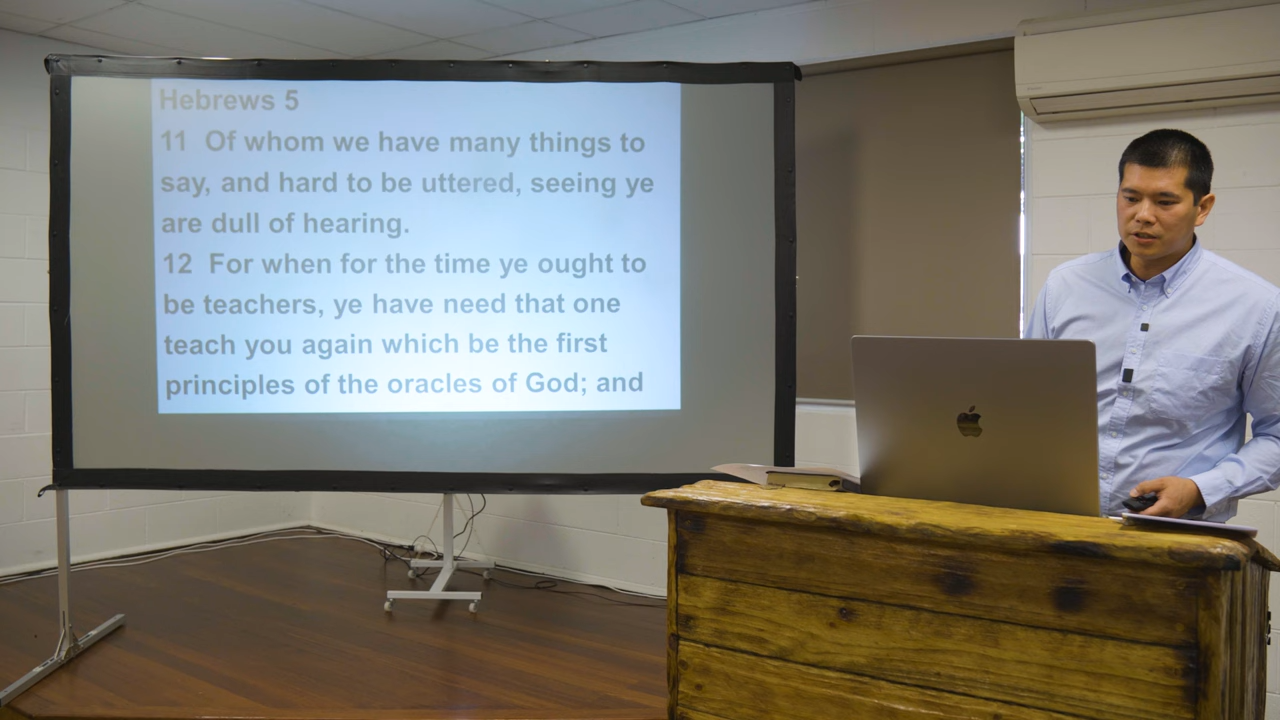 Hebrews 5
11 Of whom we have many things to
say, and hard to be uttered, seeing ye
are dull of hearing.
12 For when for the time ye ought to
be teachers, ye have need that one
teach you again which be the first
principles of the oracles of God; and